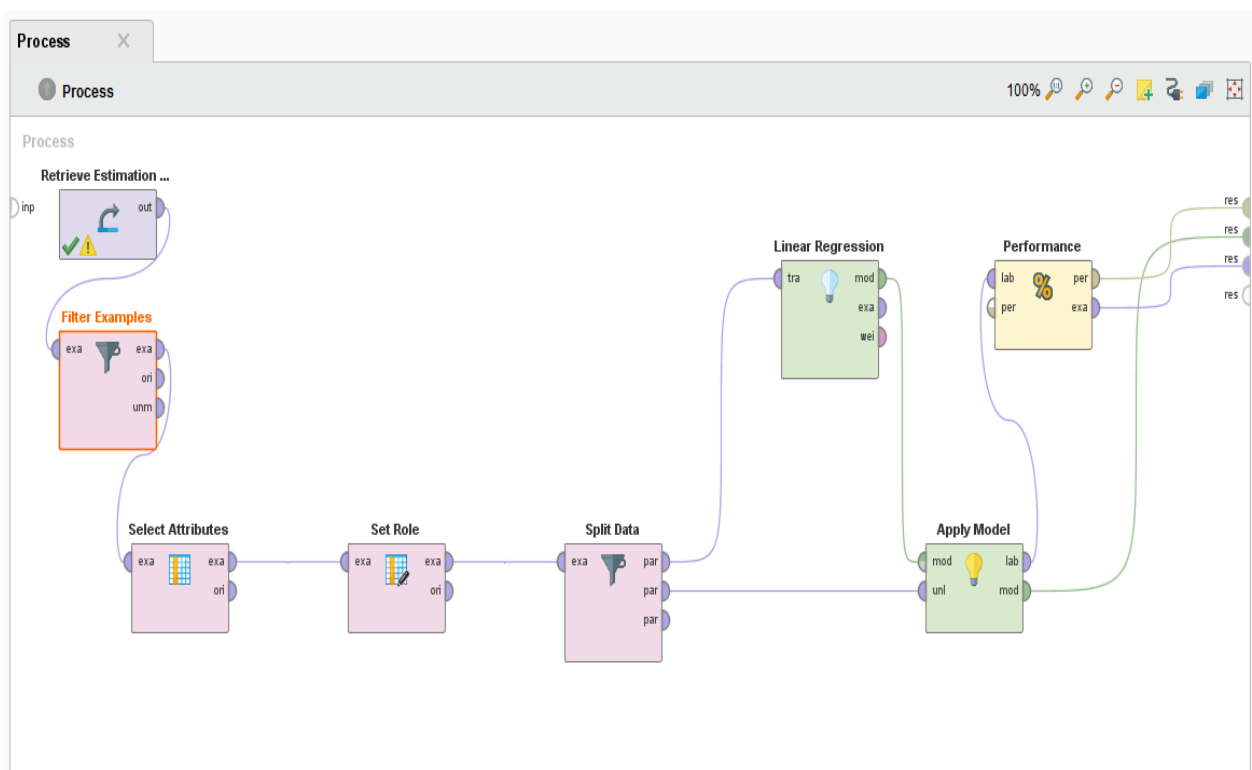 Process
Process
100%
Process
Retrieve Estimation ...
inp
out
res
res
res
res
Linear Regression
tra
mod
exa
wei
Performance
lab
per
per
exa
Filter Examples
exa
exa
ori
unm
Select Attributes
exa
exa
ori
Set Role
exa
exa
ori
Split Data
exa
par
par
par
Apply Model
mod
lab
unl
mod